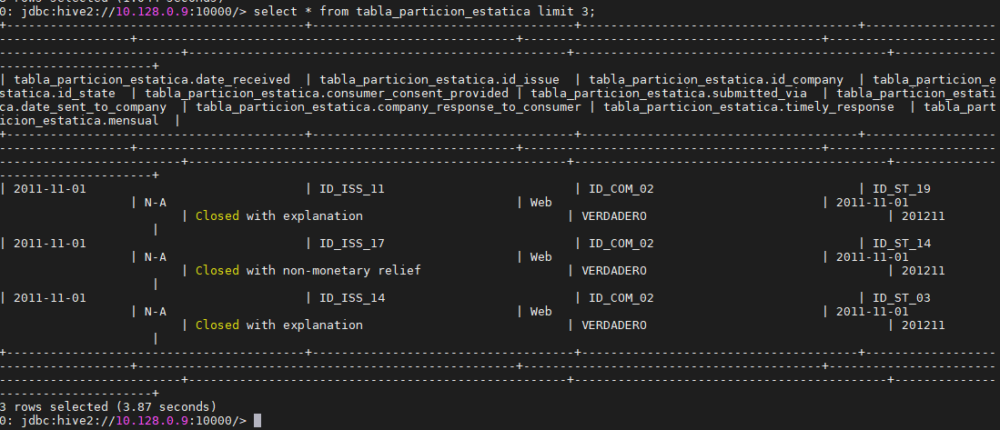 0: jdbc:hive2://10.128.0.9:10000/> select * from tabla_particion_estatica limit 3;
+-----------------------------------------+------------------------------------+---------------------------------------+------------------
-------------------+-----------------------------------------------------+------------------------------------------+-----------------------
--------------------------+-----------------------------------------------------+--------------------------------------------+--------------
---------------------+
| tabla_particion_estatica.date_received  | tabla_particion_estatica.id_issue  | tabla_particion_estatica.id_company  | tabla_particion_e
statica.id_state  | tabla_particion_estatica.consumer_consent_provided | tabla_particion_estatica.submitted_via  | tabla_particion_estati
ca.date_sent_to_company  | tabla_particion_estatica.company_response_to_consumer | tabla_particion_estatica.timely_response  | tabla_part
icion_estatica.mensual  |
+-----------------------------------------+------------------------------------+---------------------------------------+------------------
-------------------+-----------------------------------------------------+------------------------------------------+-----------------------
--------------------------+-----------------------------------------------------+--------------------------------------------+--------------
---------------------+
| 2011-11-01 | ID_ISS_11 | ID_COM_02 | ID_ST_19
| N-A | Web | 2011-11-01
| Closed with explanation | VERDADERO | 201211
|
| 2011-11-01 | ID_ISS_17 | ID_COM_02 | ID_ST_14
| N-A | Web | 2011-11-01
| Closed with non-monetary relief | VERDADERO | 201211
|
| 2011-11-01 | ID_ISS_14 | ID_COM_02 | ID_ST_03
| N-A | Web | 2011-11-01
| Closed with explanation | VERDADERO | 201211
|
+-----------------------------------------+------------------------------------+---------------------------------------+------------------
-------------------+-----------------------------------------------------+------------------------------------------+-----------------------
--------------------------+-----------------------------------------------------+--------------------------------------------+--------------
---------------------+
3 rows selected (3.87 seconds)
0: jdbc:hive2://10.128.0.9:10000/>